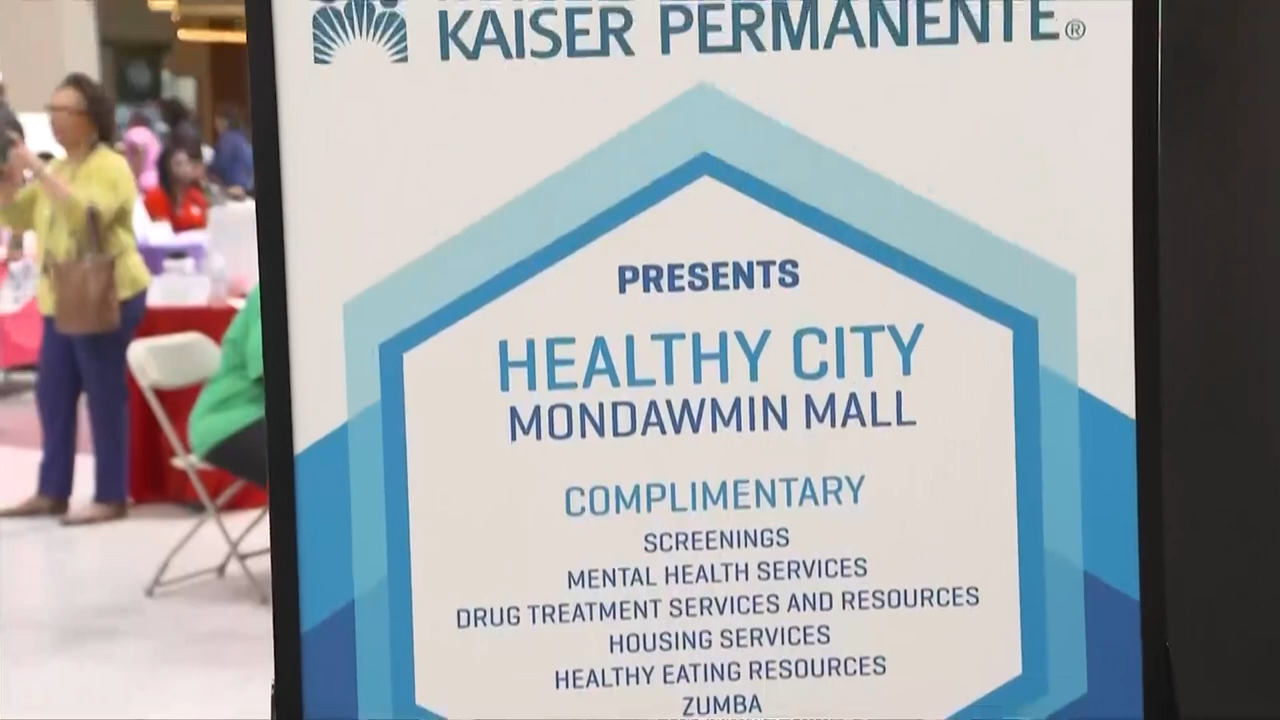 KAISER PERMANENTE®
PRESENTS
HEALTHY CITY
MONDAWMIN MALL
COMPLIMENTARY
SCREENINGS
MENTAL HEALTH SERVICES
DRUG TREATMENT SERVICES AND RESOURCES
HOUSING SERVICES
HEALTHY EATING RESOURCES
ZUMBA